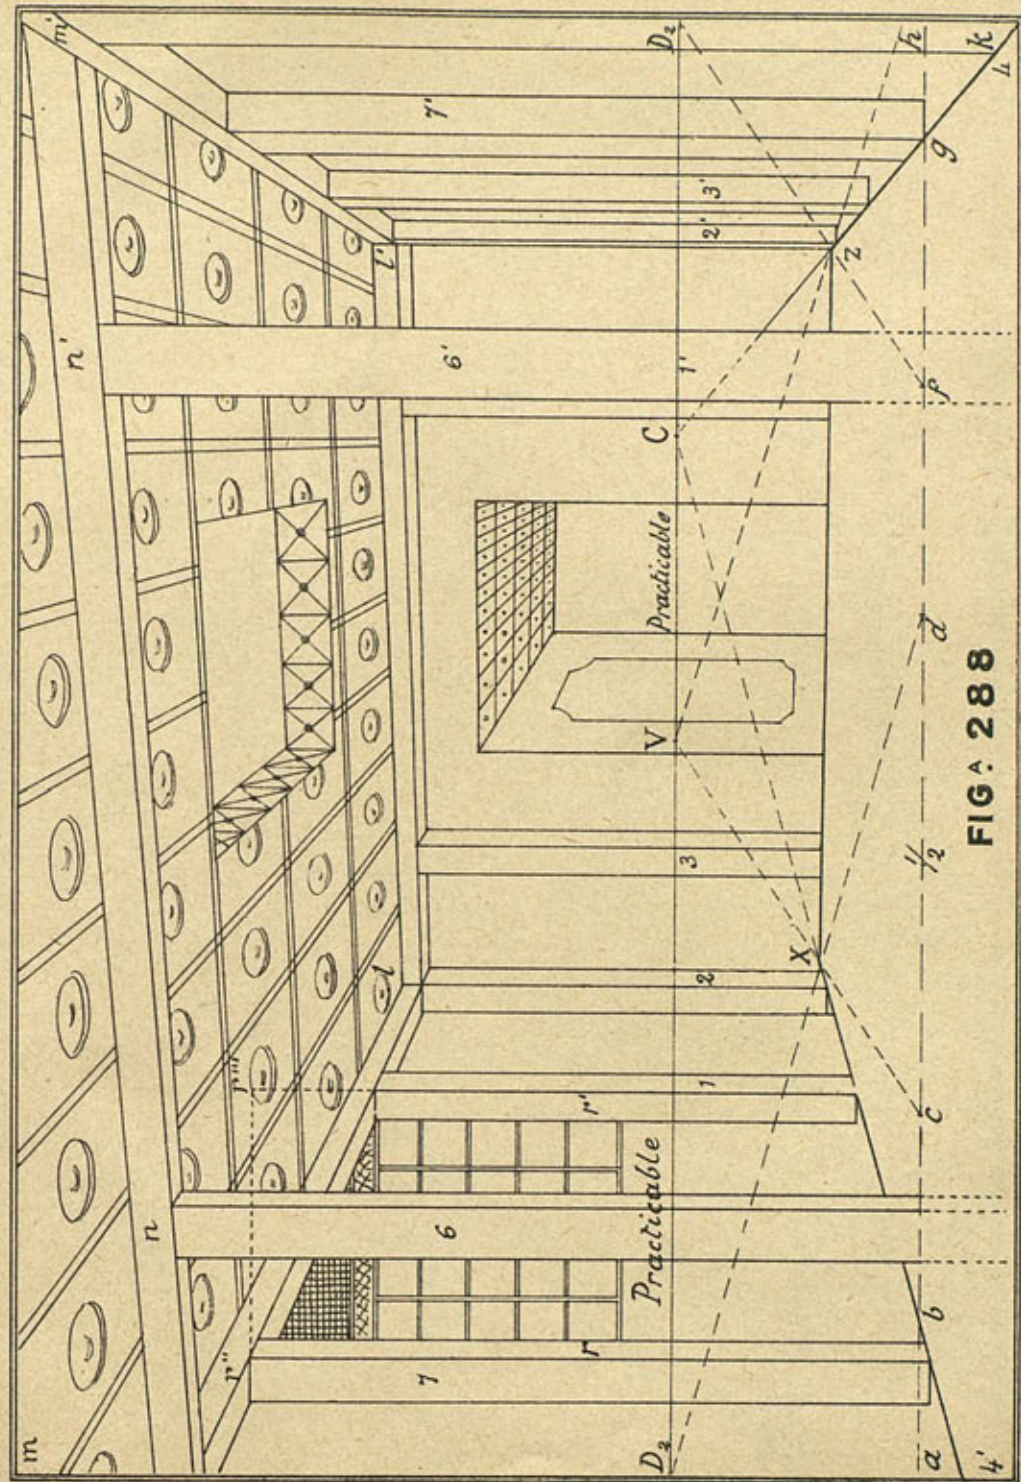 m m'
n n'
r'' r'''
l l'
7 6 6' 7'
r r'
Practicable Practicable
D₂ V C 1' D₂
1 2 3 2' 3'
X Z
a b c 1/2 d f g h
4' 4 k
FIGᴬ: 288